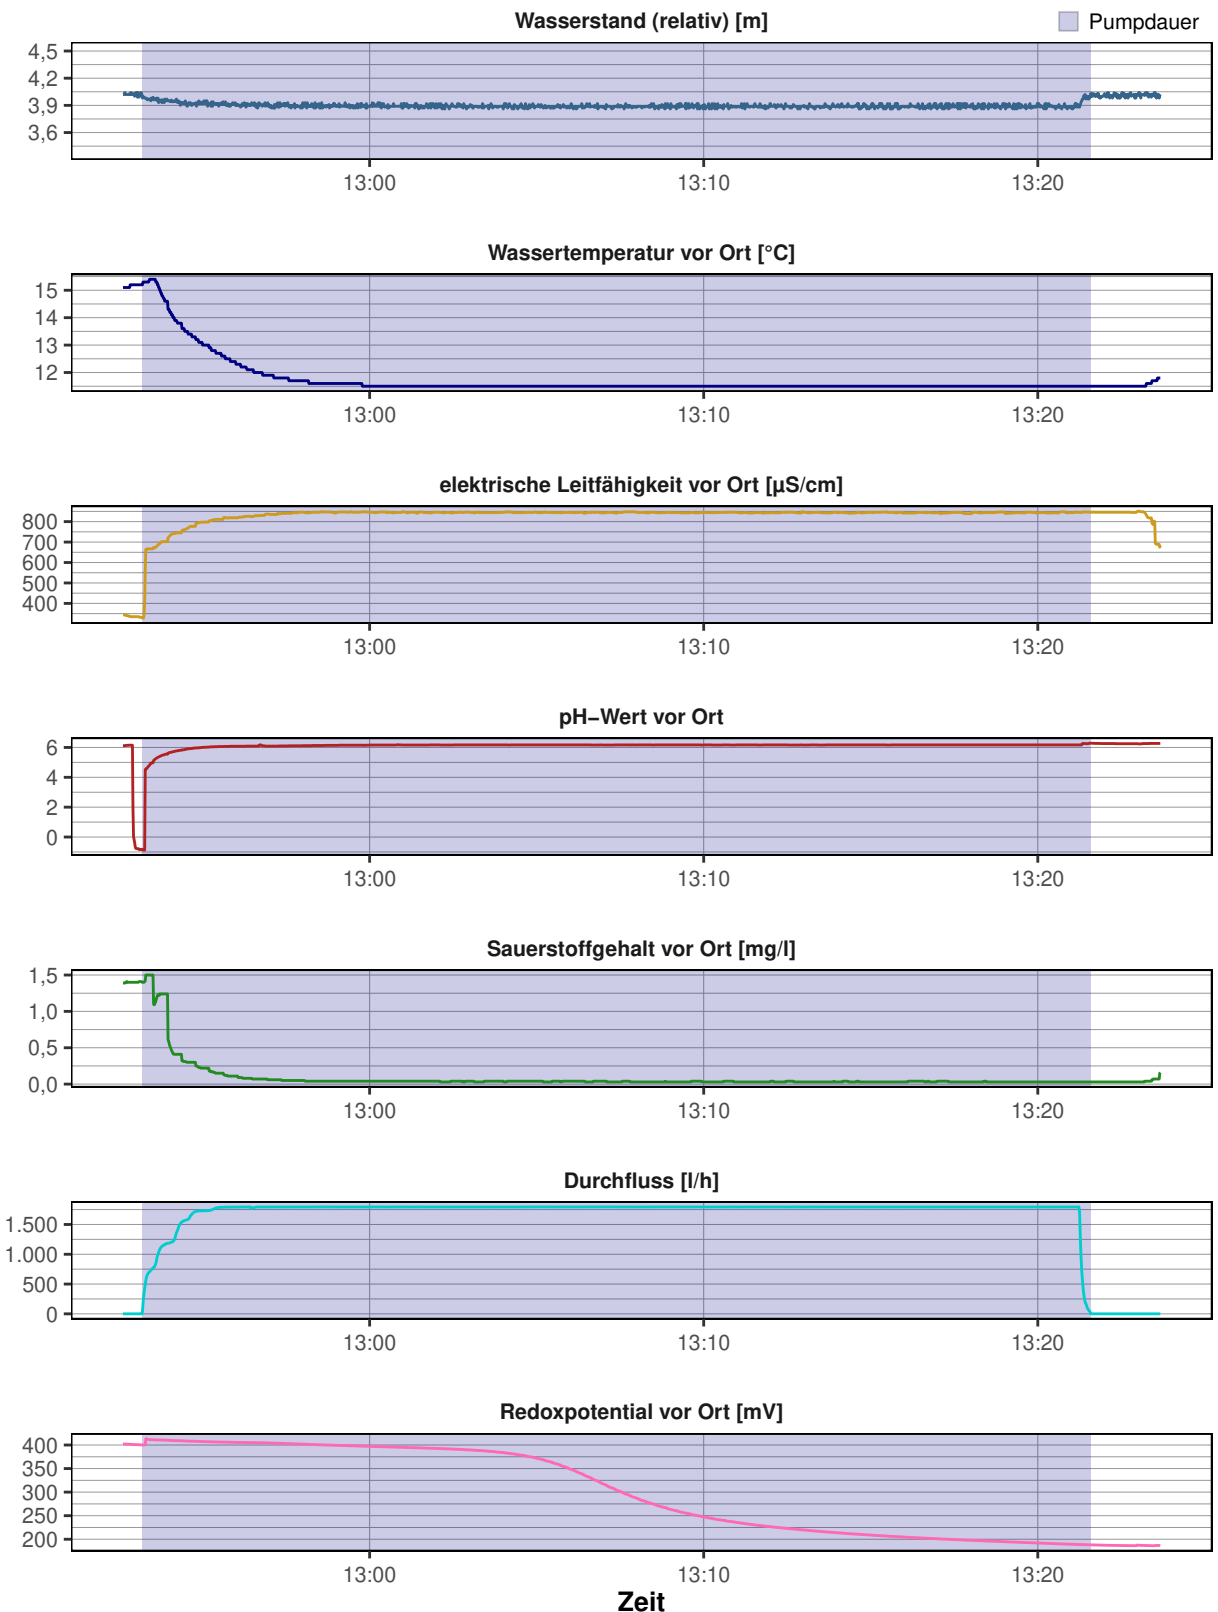 Wasserstand (relativ) [m]
Pumpdauer
4,5
4,2
3,9
3,6
13:00 13:10 13:20
Wassertemperatur vor Ort [°C]
15
14
13
12
13:00 13:10 13:20
elektrische Leitfähigkeit vor Ort [µS/cm]
800
700
600
500
400
13:00 13:10 13:20
pH−Wert vor Ort
6
4
2
0
13:00 13:10 13:20
Sauerstoffgehalt vor Ort [mg/l]
1,5
1,0
0,5
0,0
13:00 13:10 13:20
Durchfluss [l/h]
1.500
1.000
500
0
13:00 13:10 13:20
Redoxpotential vor Ort [mV]
400
350
300
250
200
13:00 13:10 13:20
Zeit